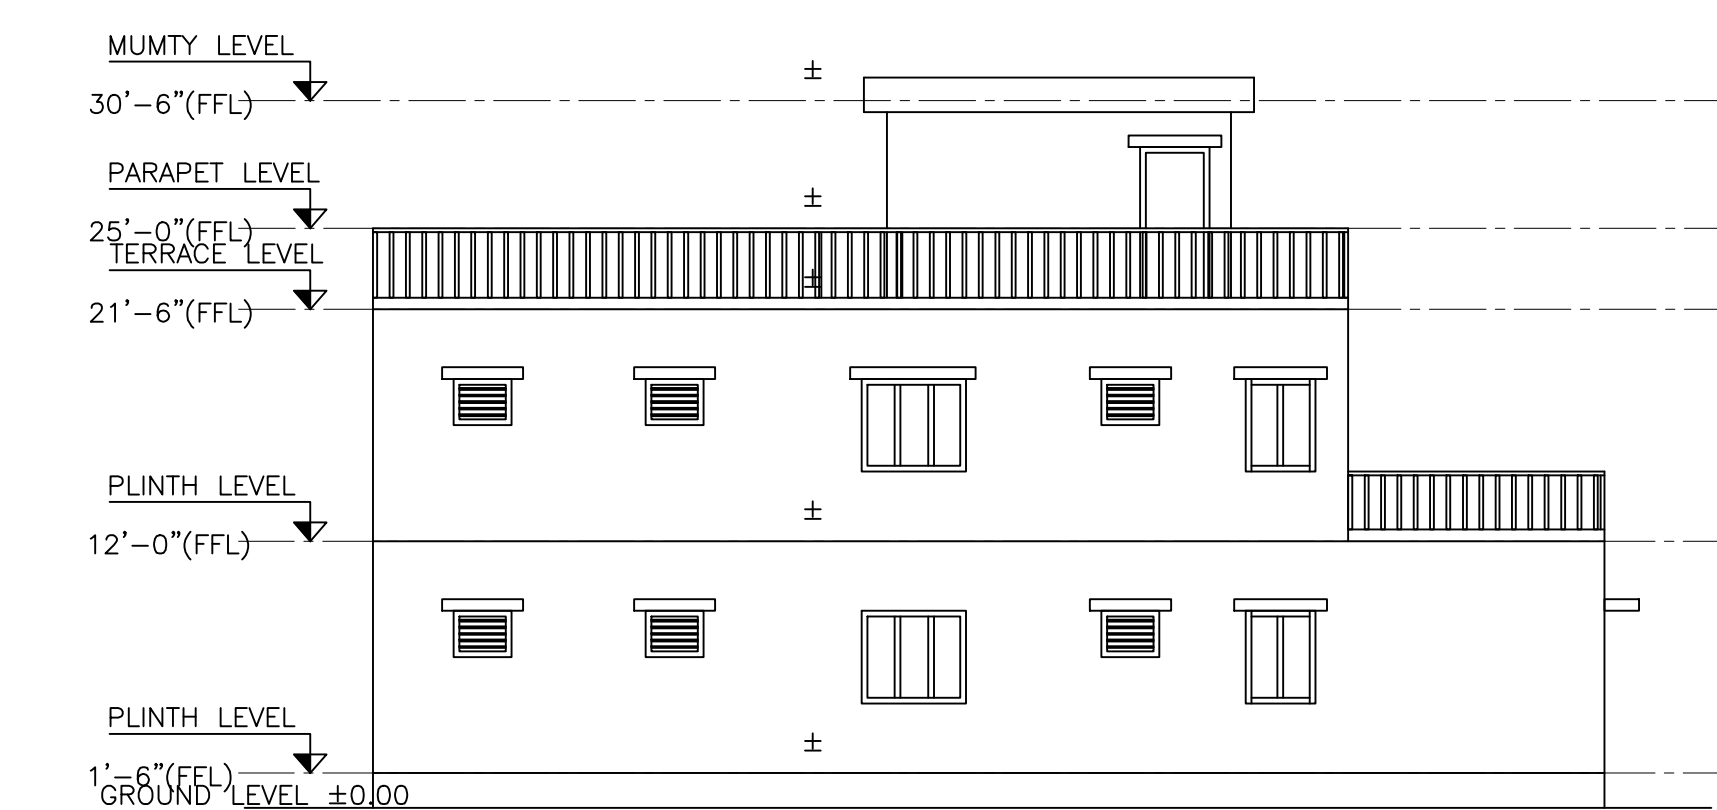 MUMTY LEVEL
±
30'-6"(FFL)
PARAPET LEVEL
±
25'-0"(FFL)
TERRACE LEVEL
±
21'-6"(FFL)
PLINTH LEVEL
±
12'-0"(FFL)
PLINTH LEVEL
±
1'-6"(FFL)
GROUND LEVEL ±0.00